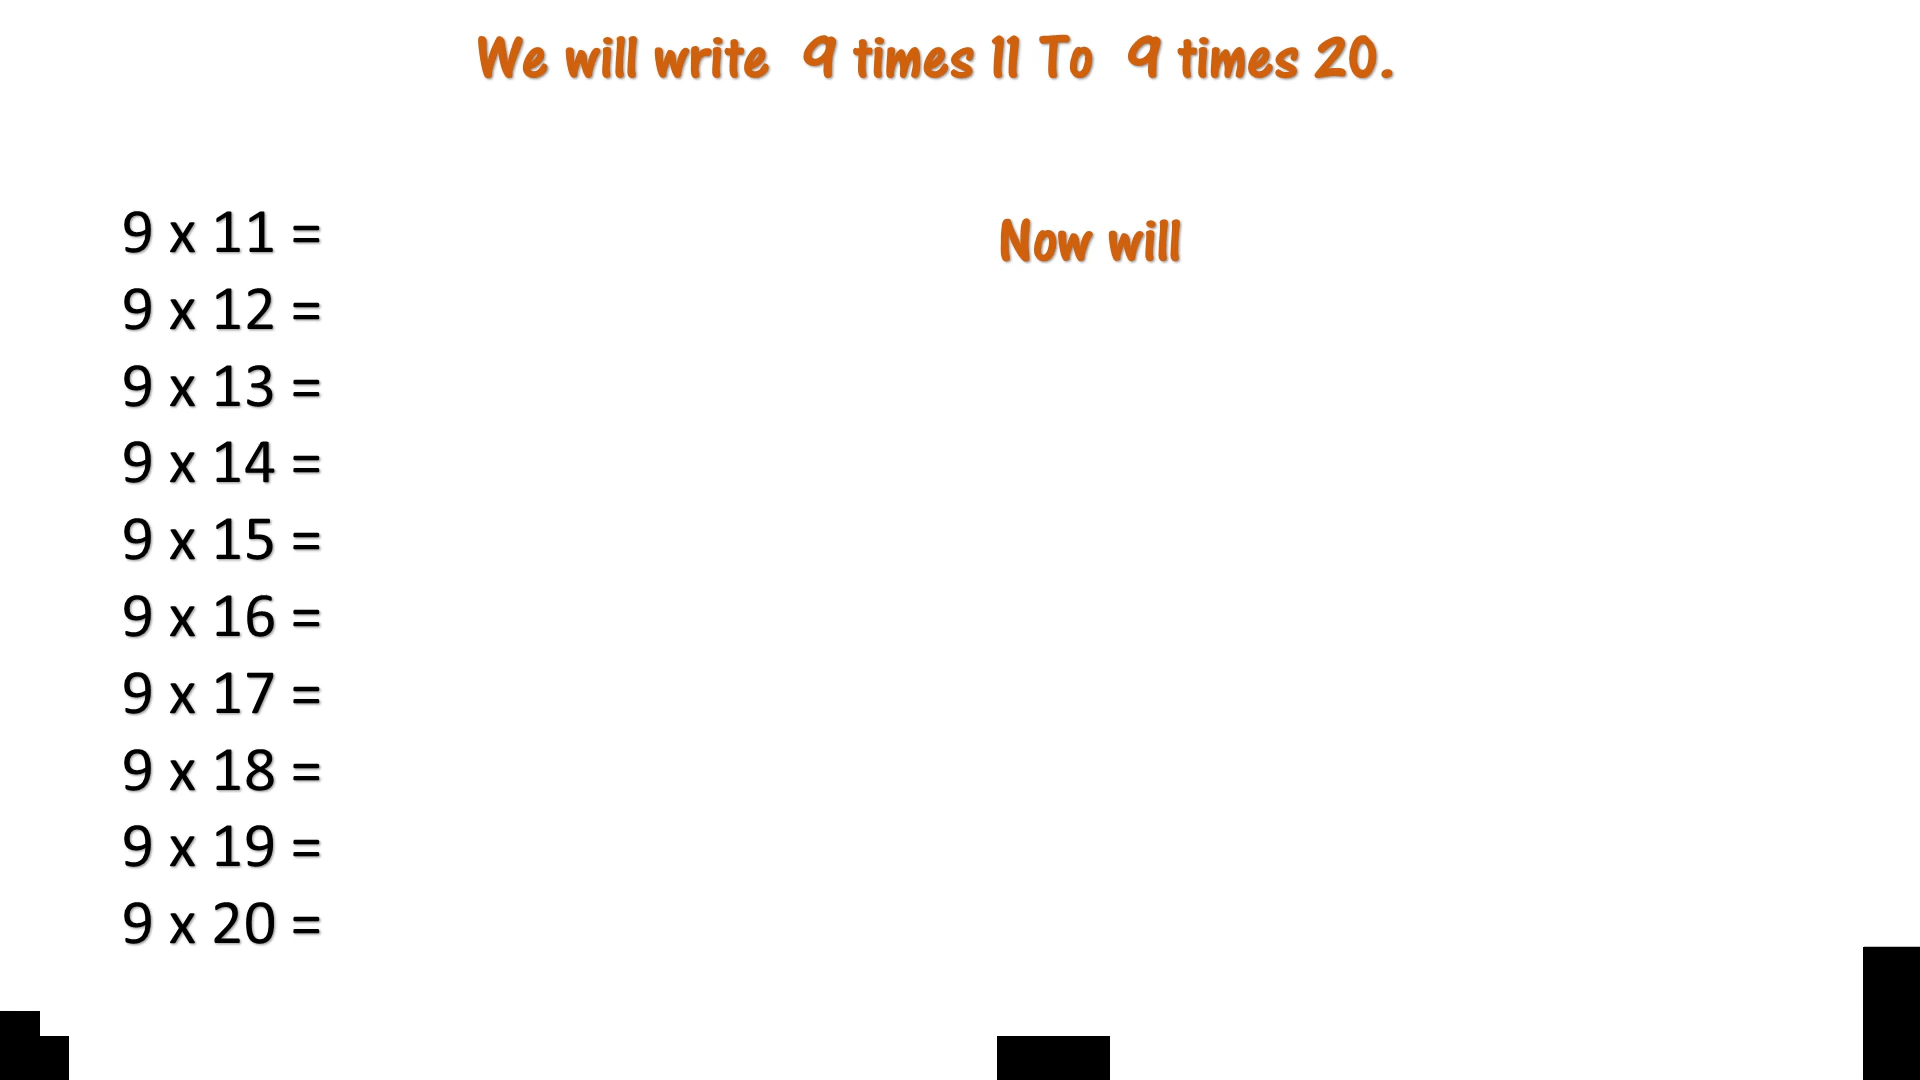 We will write  9 times 11 To  9 times 20.
9 x 11 =
Now will
9 x 12 =
9 x 13 =
9 x 14 =
9 x 15 =
9 x 16 =
9 x 17 =
9 x 18 =
9 x 19 =
9 x 20 =